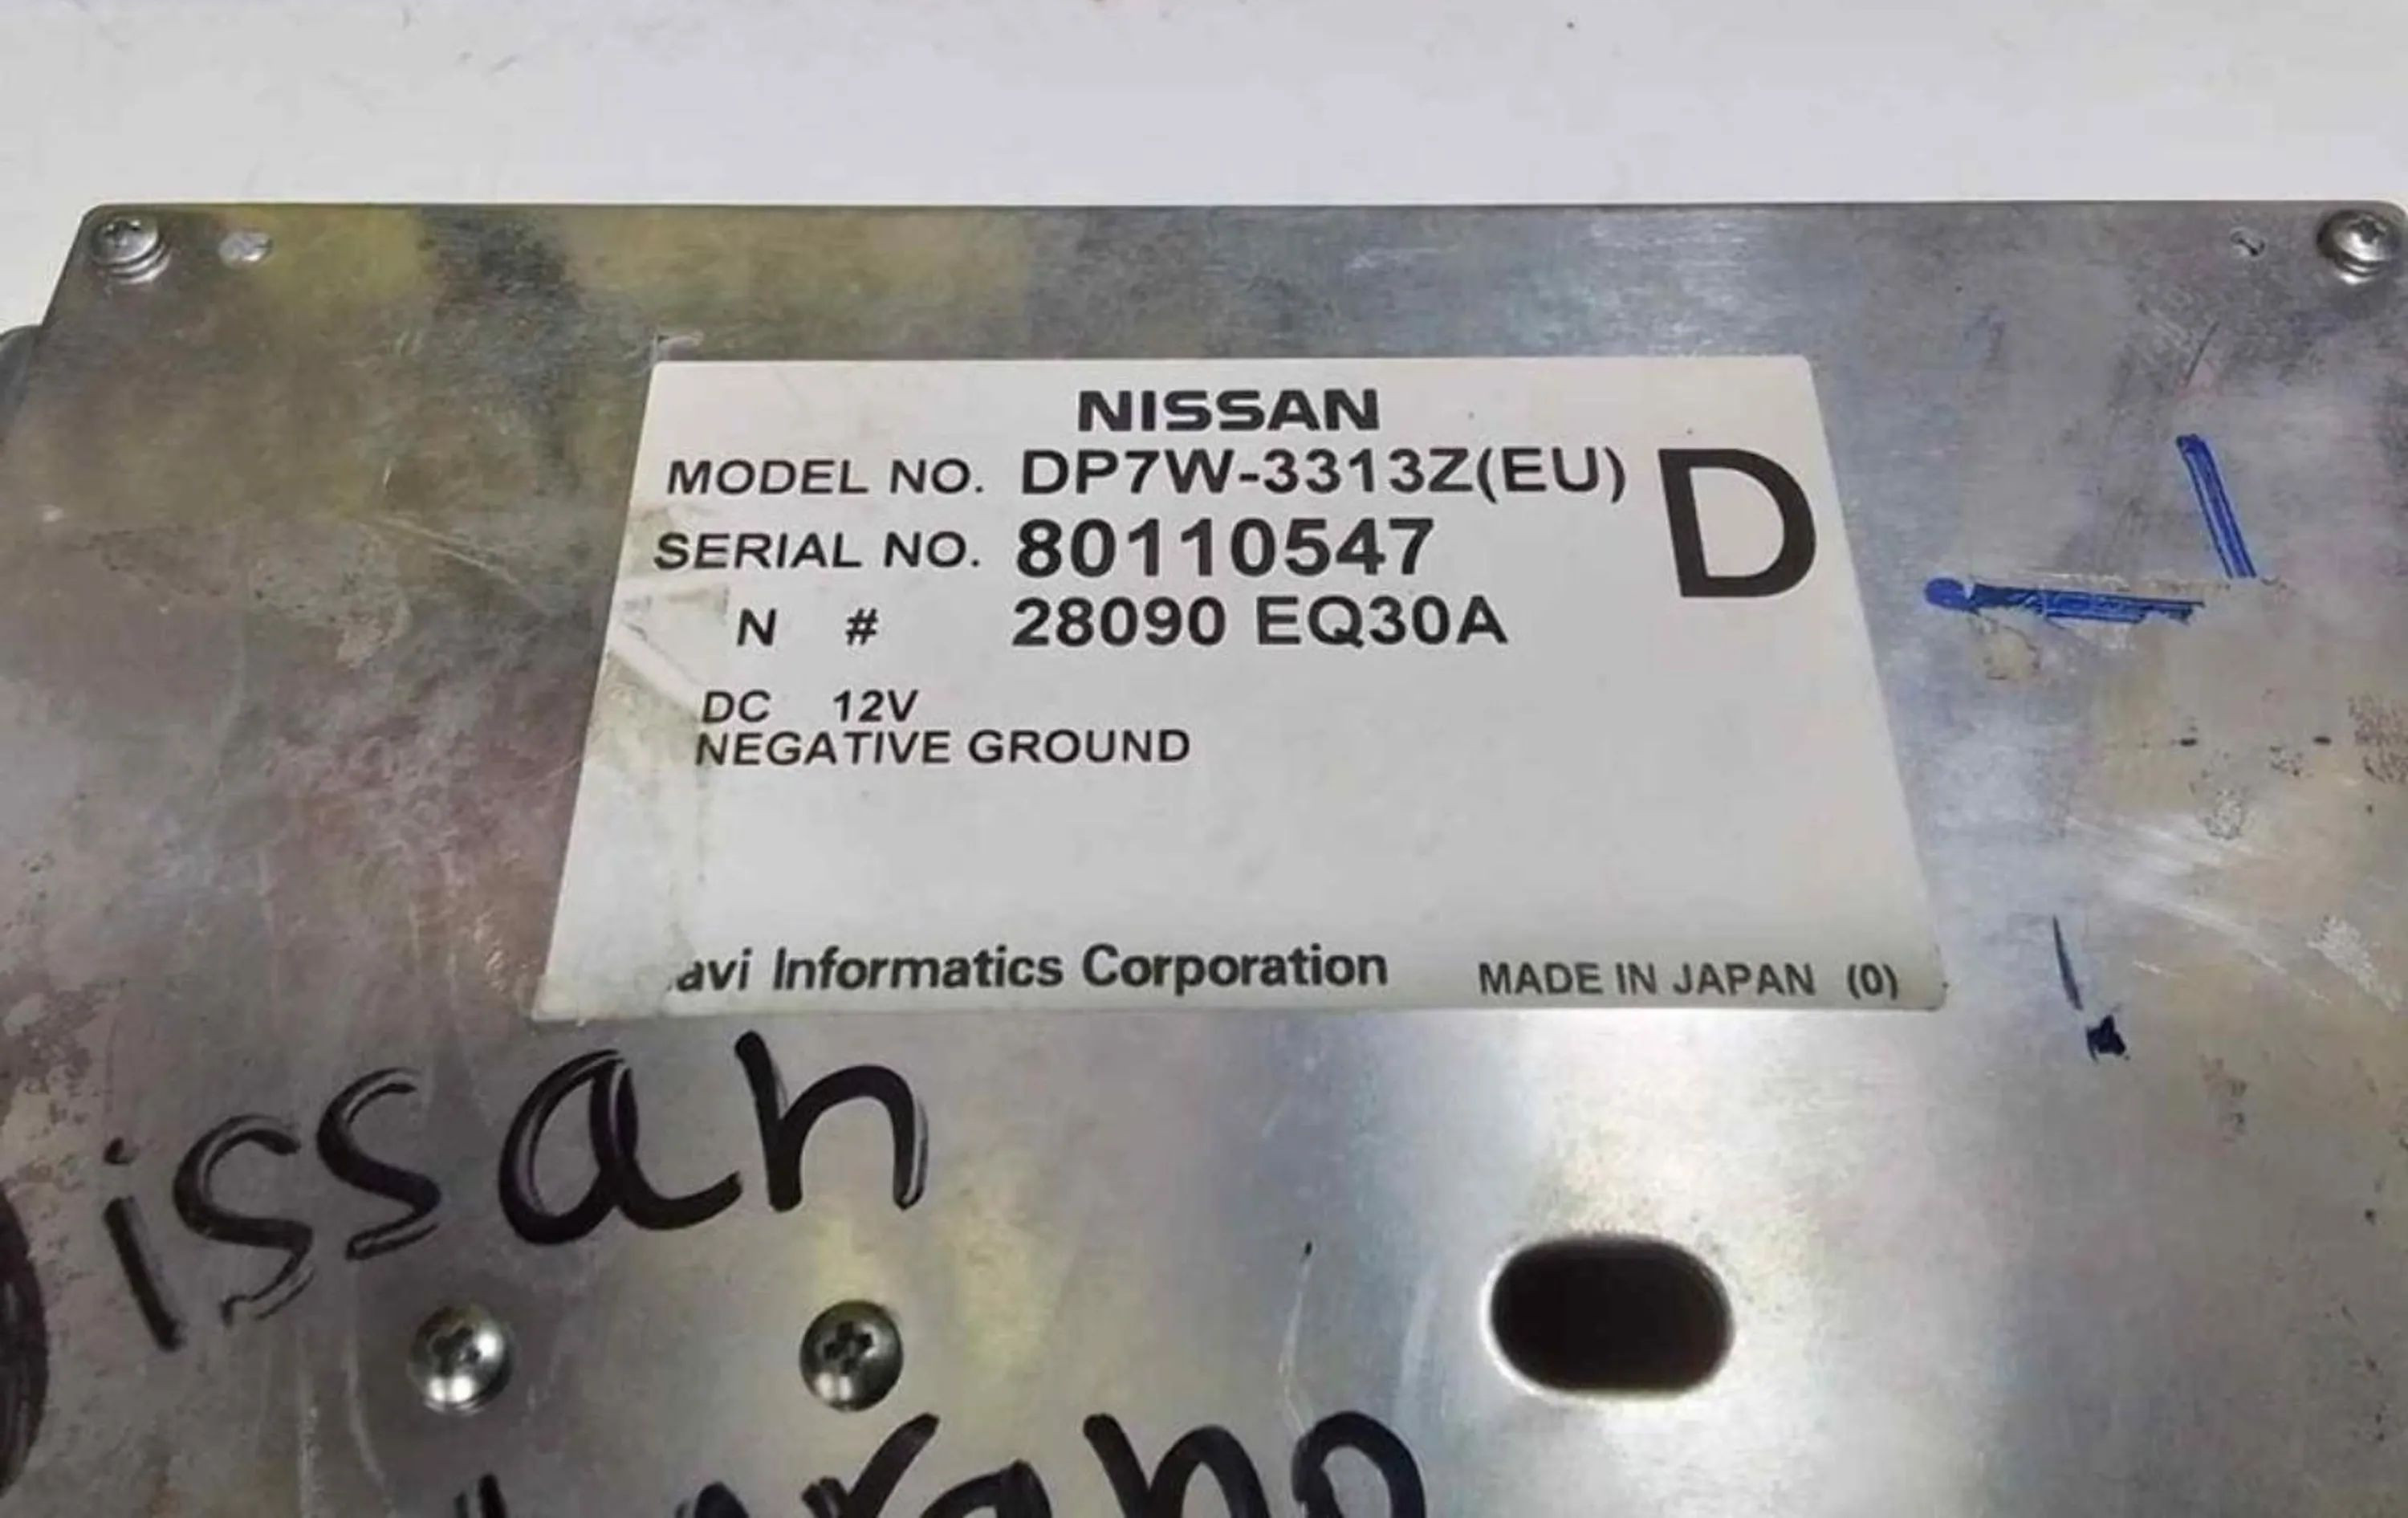 NISSAN
MODEL NO. DP7W-3313Z(EU) D
SERIAL NO. 80110547
N # 28090 EQ30A
DC 12V
NEGATIVE GROUND
avi Informatics Corporation MADE IN JAPAN (0)
issan